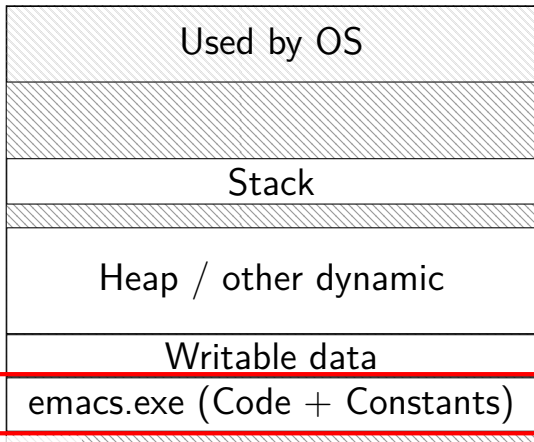 Used by OS
Stack
Heap / other dynamic
Writable data
emacs.exe (Code + Constants)